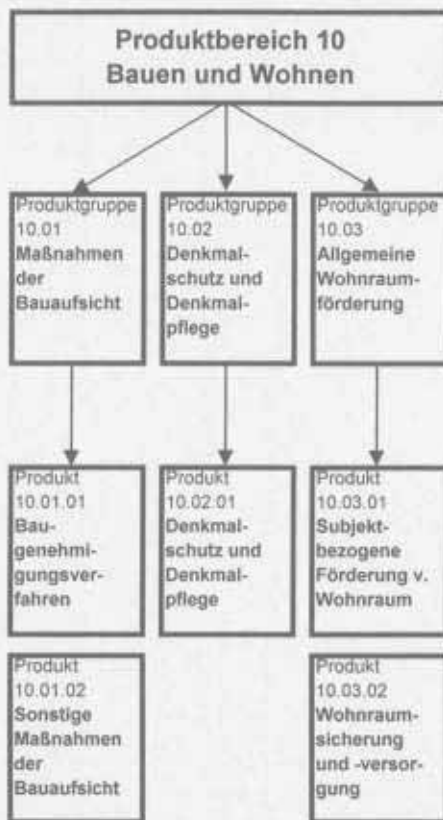 Produktbereich 10
Bauen und Wohnen
Produktgruppe
10.01
Maßnahmen
der
Bauaufsicht
Produktgruppe
10.02
Denkmal-
schutz und
Denkmal-
pflege
Produktgruppe
10.03
Allgemeine
Wohnraum-
förderung
Produkt
10.01.01
Bau-
genehmi-
gungsver-
fahren
Produkt
10.02.01
Denkmal-
schutz und
Denkmal-
pflege
Produkt
10.03.01
Subjekt-
bezogene
Förderung v.
Wohnraum
Produkt
10.01.02
Sonstige
Maßnahmen
der
Bauaufsicht
Produkt
10.03.02
Wohnraum-
sicherung
und -versor-
gung